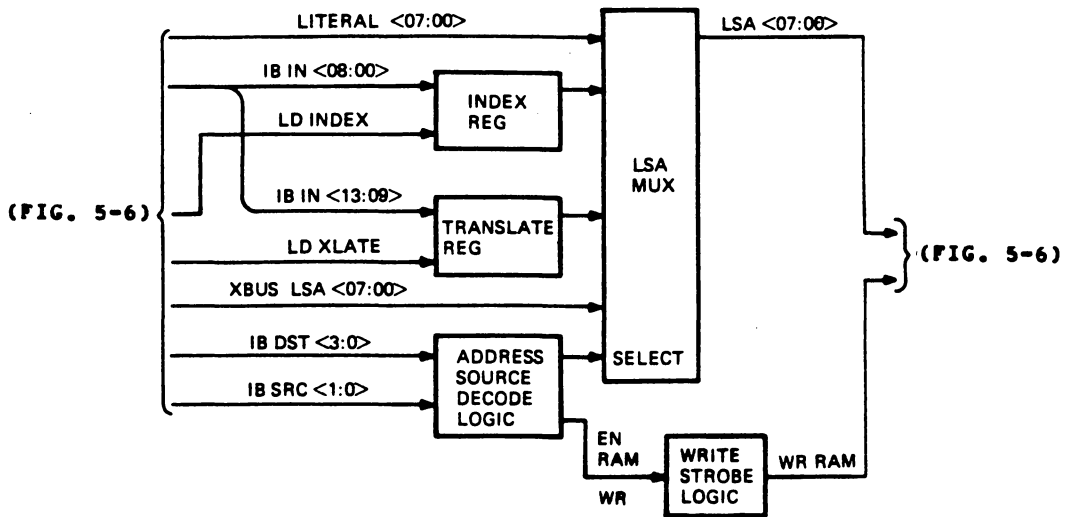 LITERAL <07:00>
LSA <07:00>
IB IN <08:00>
INDEX
REG
LD INDEX
LSA
MUX
(FIG. 5-6)
IB IN <13:09>
TRANSLATE
REG
(FIG. 5-6)
LD XLATE
XBUS LSA <07:00>
IB DST <3:0>
ADDRESS
SOURCE
DECODE
LOGIC
SELECT
IB SRC <1:0>
EN
RAM
WR
WRITE
STROBE
LOGIC
WR RAM